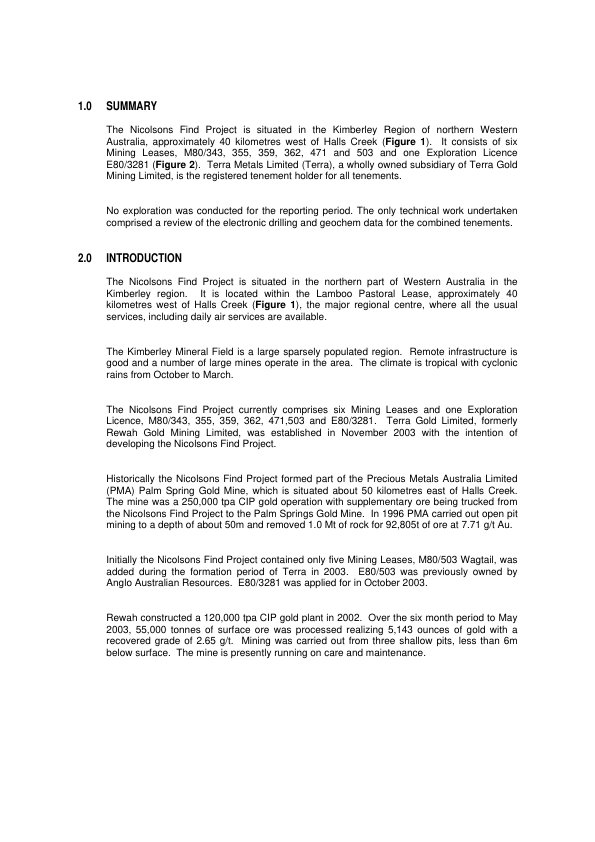 1.0 SUMMARY
The Nicolsons Find Project is situated in the Kimberley Region of northern Western
Australia, approximately 40 kilometres west of Halls Creek (Figure 1). It consists of six
Mining Leases, M80/343, 355, 359, 362, 471 and 503 and one Exploration Licence
E80/3281 (Figure 2). Terra Metals Limited (Terra), a wholly owned subsidiary of Terra Gold
Mining Limited, is the registered tenement holder for all tenements.
No exploration was conducted for the reporting period. The only technical work undertaken
comprised a review of the electronic drilling and geochem data for the combined tenements.
2.0 INTRODUCTION
The Nicolsons Find Project is situated in the northern part of Western Australia in the
Kimberley region. It is located within the Lamboo Pastoral Lease, approximately 40
kilometres west of Halls Creek (Figure 1), the major regional centre, where all the usual
services, including daily air services are available.
The Kimberley Mineral Field is a large sparsely populated region. Remote infrastructure is
good and a number of large mines operate in the area. The climate is tropical with cyclonic
rains from October to March.
The Nicolsons Find Project currently comprises six Mining Leases and one Exploration
Licence, M80/343, 355, 359, 362, 471,503 and E80/3281. Terra Gold Limited, formerly
Rewah Gold Mining Limited, was established in November 2003 with the intention of
developing the Nicolsons Find Project.
Historically the Nicolsons Find Project formed part of the Precious Metals Australia Limited
(PMA) Palm Spring Gold Mine, which is situated about 50 kilometres east of Halls Creek.
The mine was a 250,000 tpa CIP gold operation with supplementary ore being trucked from
the Nicolsons Find Project to the Palm Springs Gold Mine. In 1996 PMA carried out open pit
mining to a depth of about 50m and removed 1.0 Mt of rock for 92,805t of ore at 7.71 g/t Au.
Initially the Nicolsons Find Project contained only five Mining Leases, M80/503 Wagtail, was
added during the formation period of Terra in 2003. E80/503 was previously owned by
Anglo Australian Resources. E80/3281 was applied for in October 2003.
Rewah constructed a 120,000 tpa CIP gold plant in 2002. Over the six month period to May
2003, 55,000 tonnes of surface ore was processed realizing 5,143 ounces of gold with a
recovered grade of 2.65 g/t. Mining was carried out from three shallow pits, less than 6m
below surface. The mine is presently running on care and maintenance.